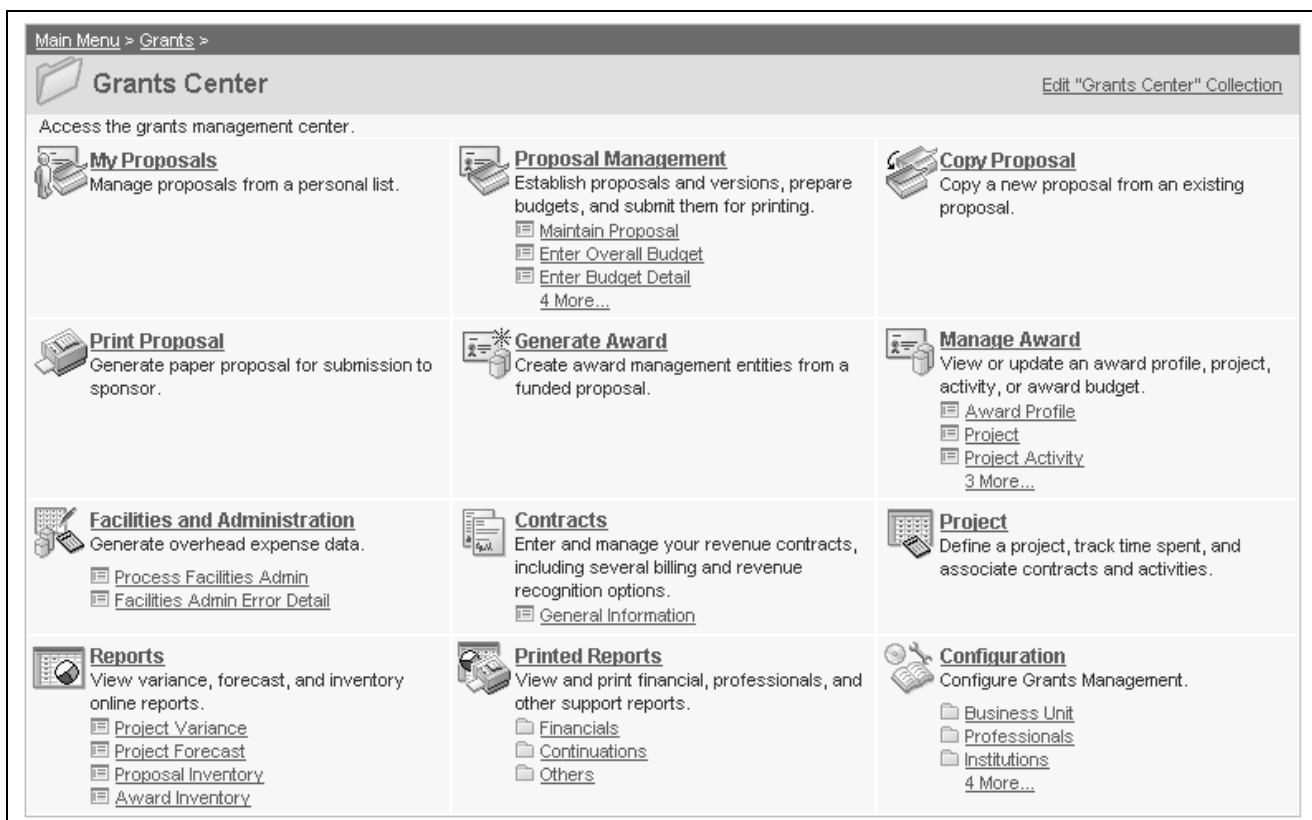 Main Menu > Grants >
Grants Center
Edit "Grants Center" Collection
Access the grants management center.
My Proposals
Manage proposals from a personal list.
Proposal Management
Establish proposals and versions, prepare
budgets, and submit them for printing.
Maintain Proposal
Enter Overall Budget
Enter Budget Detail
4 More...
Copy Proposal
Copy a new proposal from an existing
proposal.
Print Proposal
Generate paper proposal for submission to
sponsor.
Generate Award
Create award management entities from a
funded proposal.
Manage Award
View or update an award profile, project,
activity, or award budget.
Award Profile
Project
Project Activity
3 More...
Facilities and Administration
Generate overhead expense data.
Process Facilities Admin
Facilities Admin Error Detail
Contracts
Enter and manage your revenue contracts,
including several billing and revenue
recognition options.
General Information
Project
Define a project, track time spent, and
associate contracts and activities.
Reports
View variance, forecast, and inventory
online reports.
Project Variance
Project Forecast
Proposal Inventory
Award Inventory
Printed Reports
View and print financial, professionals, and
other support reports.
Financials
Continuations
Others
Configuration
Configure Grants Management.
Business Unit
Professionals
Institutions
4 More...